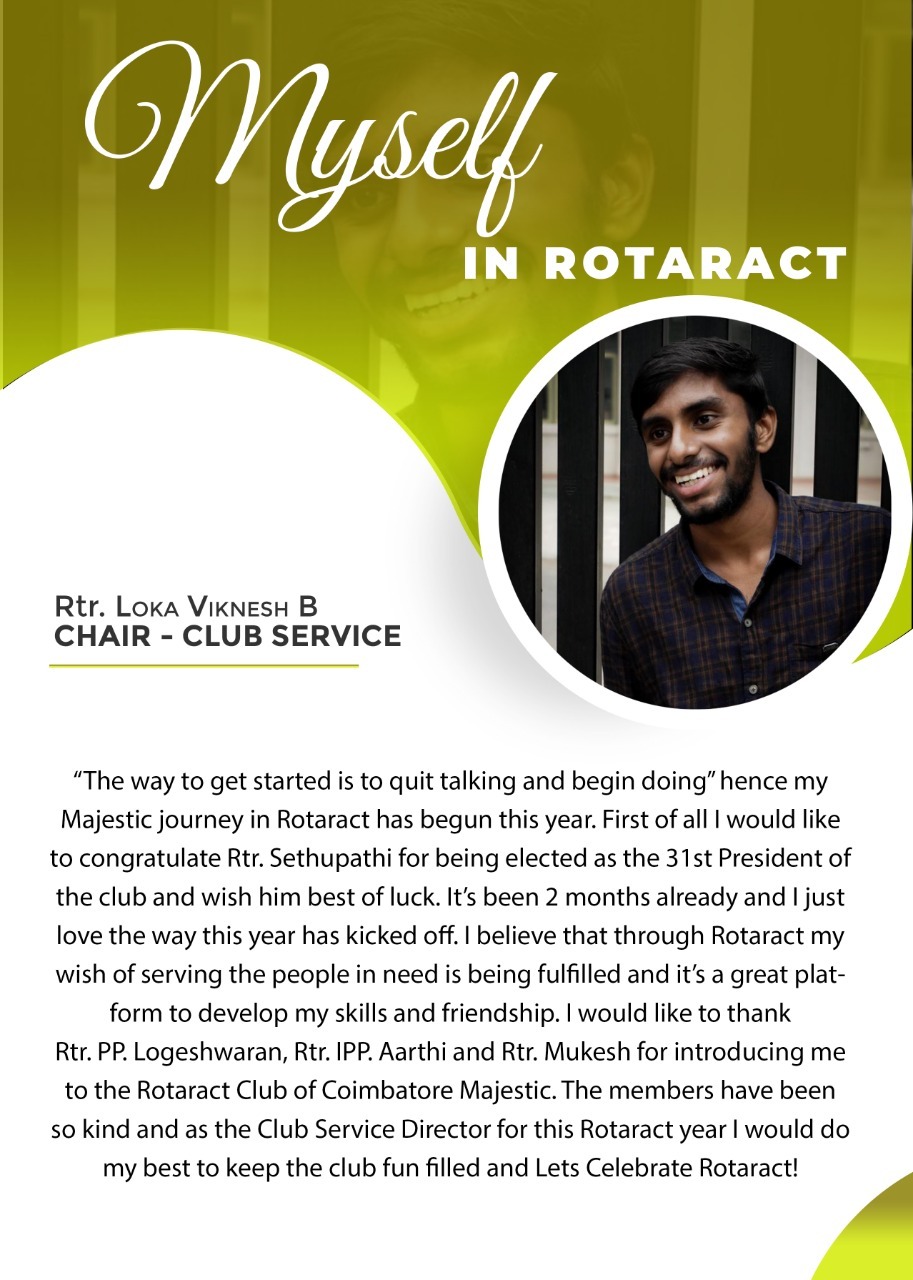 Myself
IN ROTARACT
Rtr. Loka Viknesh B
CHAIR – CLUB SERVICE
“The way to get started is to quit talking and begin doing” hence my
Majestic journey in Rotaract has begun this year. First of all I would like
to congratulate Rtr. Sethupathi for being elected as the 31st President of
the club and wish him best of luck. It’s been 2 months already and I just
love the way this year has kicked off. I believe that through Rotaract my
wish of serving the people in need is being fulfilled and it’s a great plat-
form to develop my skills and friendship. I would like to thank
Rtr. PP. Logeshwaran, Rtr. IPP. Aarthi and Rtr. Mukesh for introducing me
to the Rotaract Club of Coimbatore Majestic. The members have been
so kind and as the Club Service Director for this Rotaract year I would do
my best to keep the club fun filled and Lets Celebrate Rotaract!